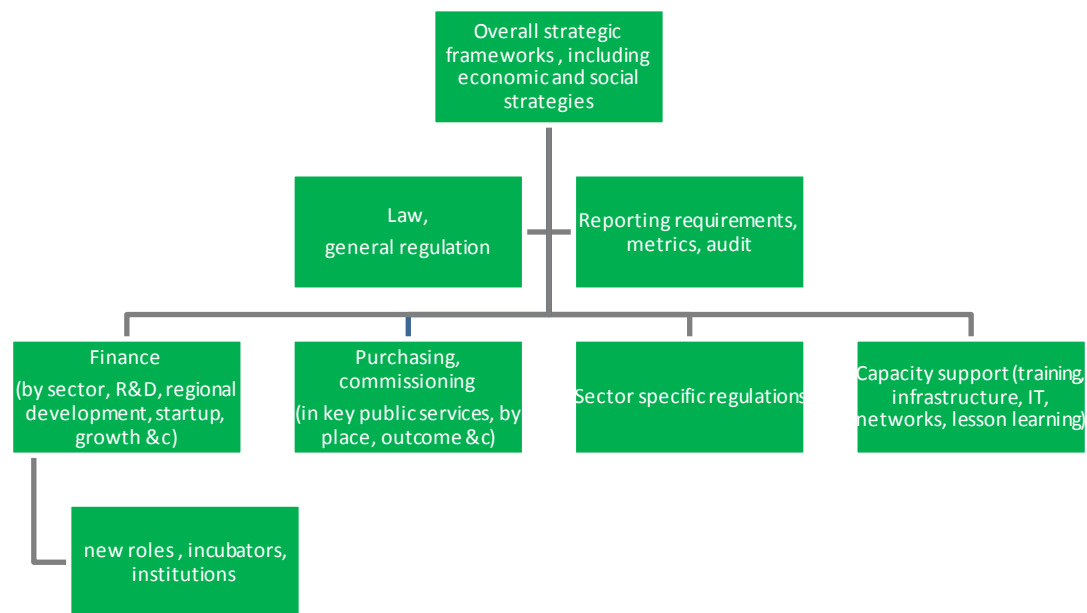 Overall strategic
frameworks , including
economic and social
strategies
Law,
general regulation
Reporting requirements,
metrics, audit
Finance
(by sector, R&D, regional
development, startup,
growth &c)
Purchasing,
commissioning
(in key public services, by
place, outcome &c)
Sector specific regulations
Capacity support (training,
infrastructure, IT,
networks, lesson learning)
new roles , incubators,
institutions